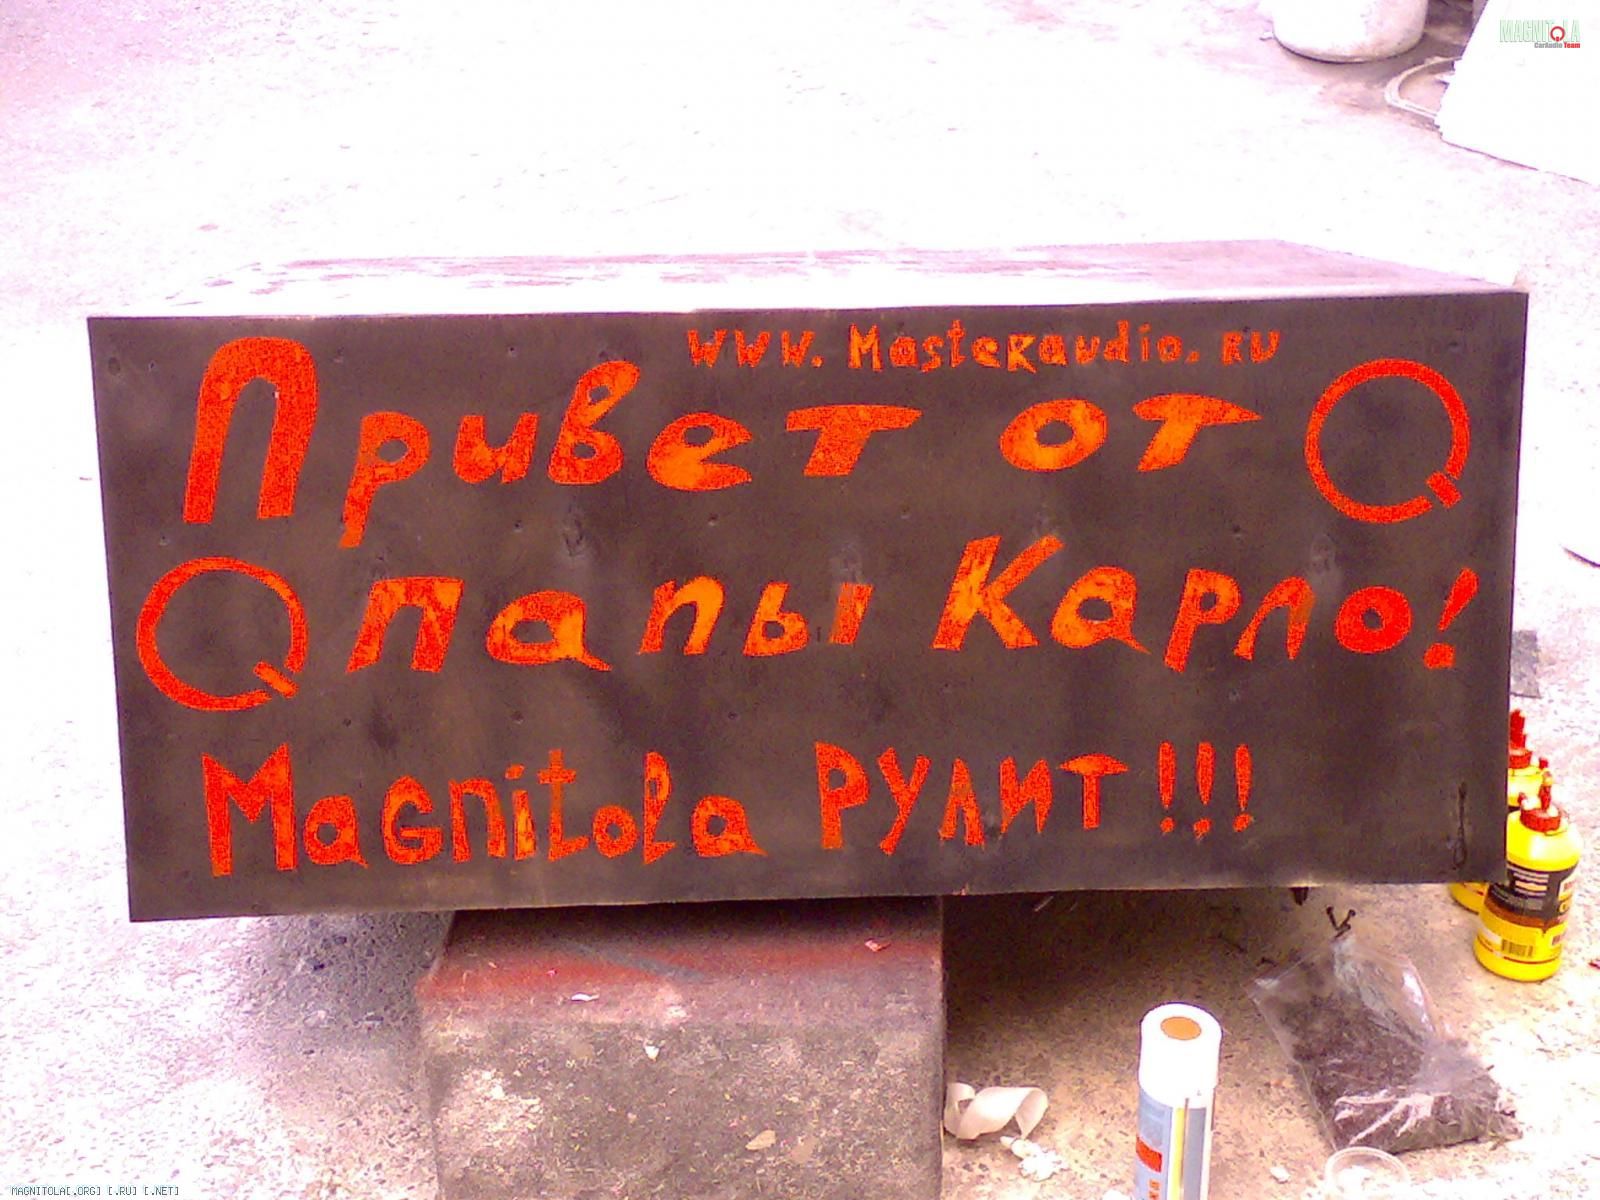 MAGNITOLA
CarAudio Team
www.Masteraudio.ru
Привет от Q
Q папы Карло!
Magnitola РУЛИТ!!!
MAGNITOLA[.ORG] [.RU] [.NET]